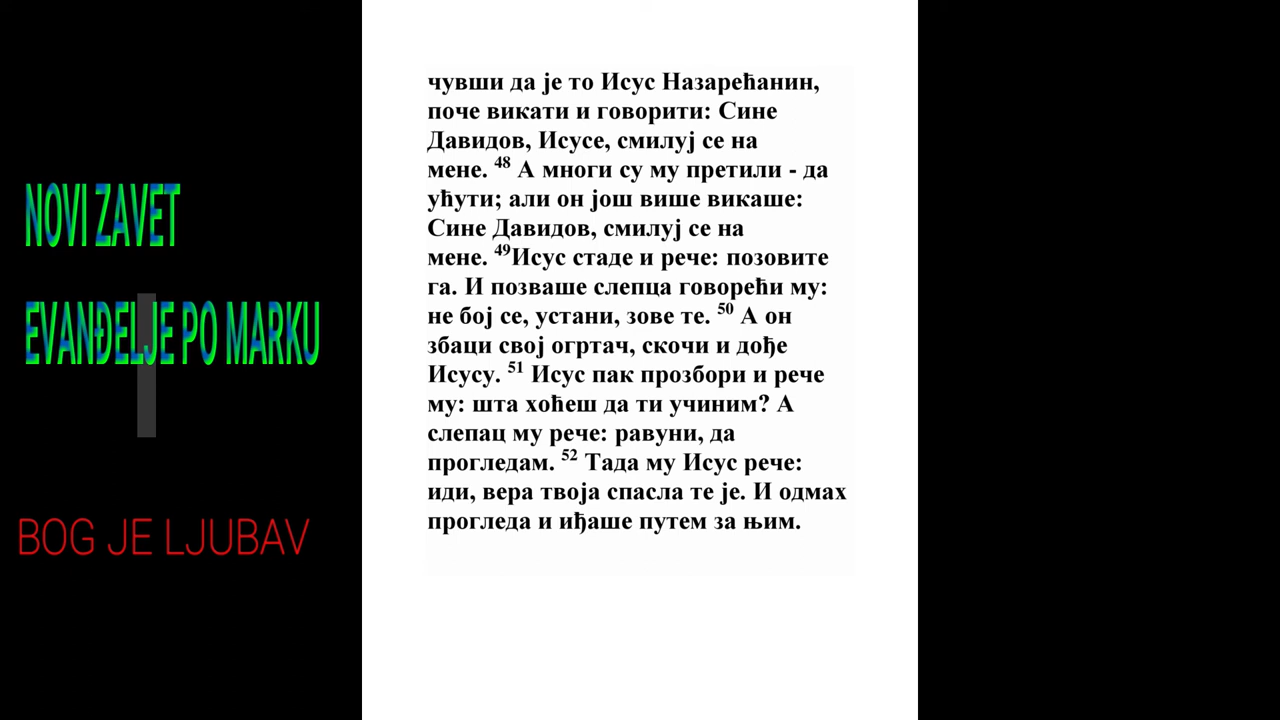 NOVI ZAVET
EVANĐELJE PO MARKU
BOG JE LJUBAV
чувши да је то Исус Назарећанин,
поче викати и говорити: Сине
Давидов, Исусе, смилуј се на
мене. 48 А многи су му претили - да
ућути; али он још више викаше:
Сине Давидов, смилуј се на
мене. 49Исус стаде и рече: позовите
га. И позваше слепца говорећи му:
не бој се, устани, зове те. 50 А он
збаци свој огртач, скочи и дође
Исусу. 51 Исус пак прозбори и рече
му: шта хоћеш да ти учиним? А
слепац му рече: равуни, да
прогледам. 52 Тада му Исус рече:
иди, вера твоја спасла те је. И одмах
прогледа и иђаше путем за њим.